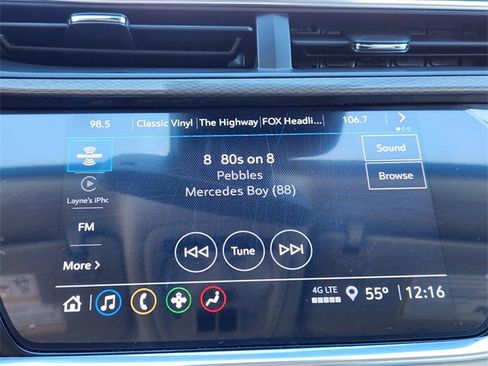 98.5 Classic Vinyl The Highway FOX Headli... 106.7 >
8 80s on 8
Pebbles
Mercedes Boy (88)
Sound
Browse
Layne's iPhc
FM
More >
Tune
4G LTE 55° 12:16